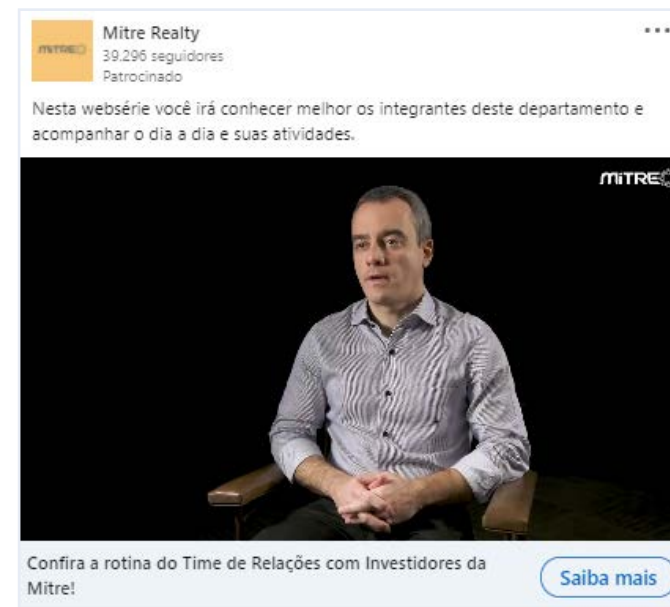 MITRE
Mitre Realty
39.296 seguidores
Patrocinado
Nesta websérie você irá conhecer melhor os integrantes deste departamento e
acompanhar o dia a dia e suas atividades.
MITRE
Confira a rotina do Time de Relações com Investidores da
Mitre!
Saiba mais